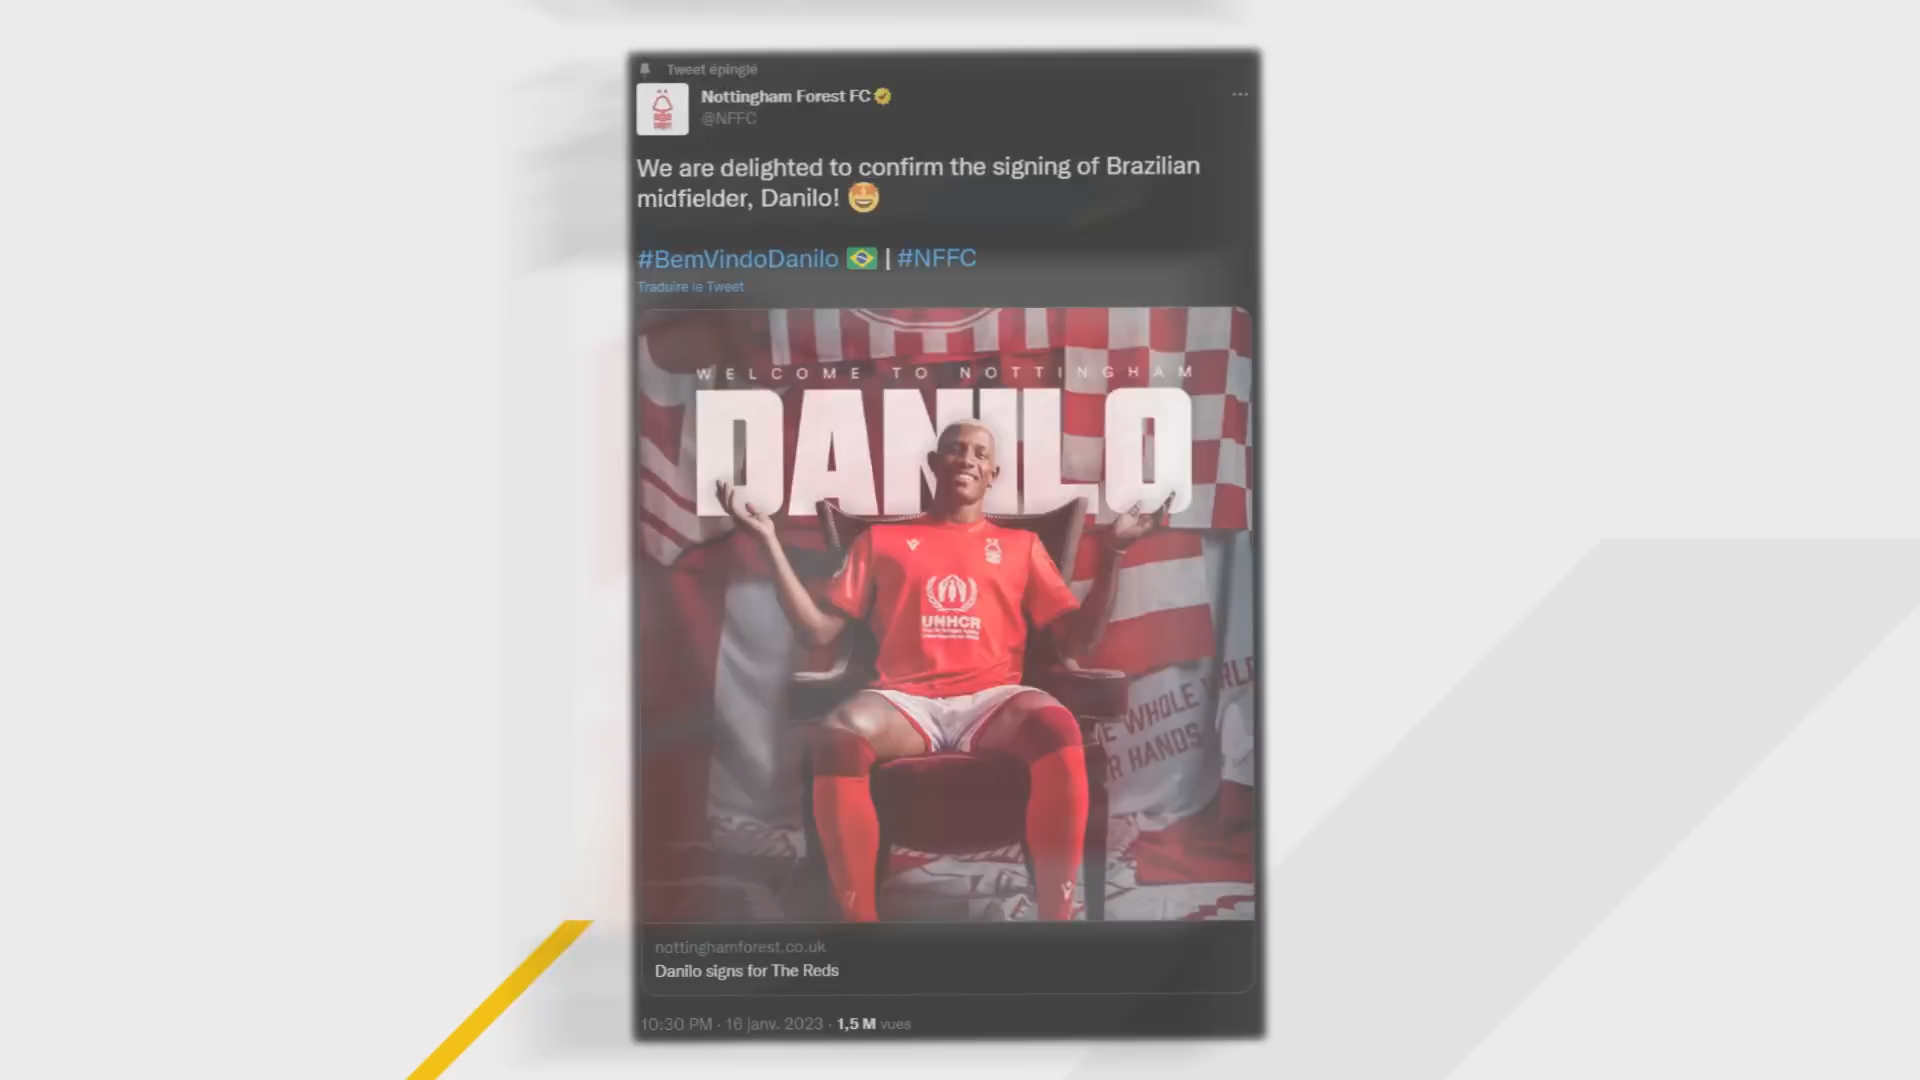 Tweet épinglé
Nottingham Forest FC
@NFFC
We are delighted to confirm the signing of Brazilian
midfielder, Danilo! 🤩
#BemVindoDanilo 🇧🇷 | #NFFC
Traduire le Tweet
WELCOME TO NOTTINGHAM
DANILO
UNHCR
WHOLE
HANDS
nottinghamforest.co.uk
Danilo signs for The Reds
10:30 PM · 16 janv. 2023 · 1,5 M vues